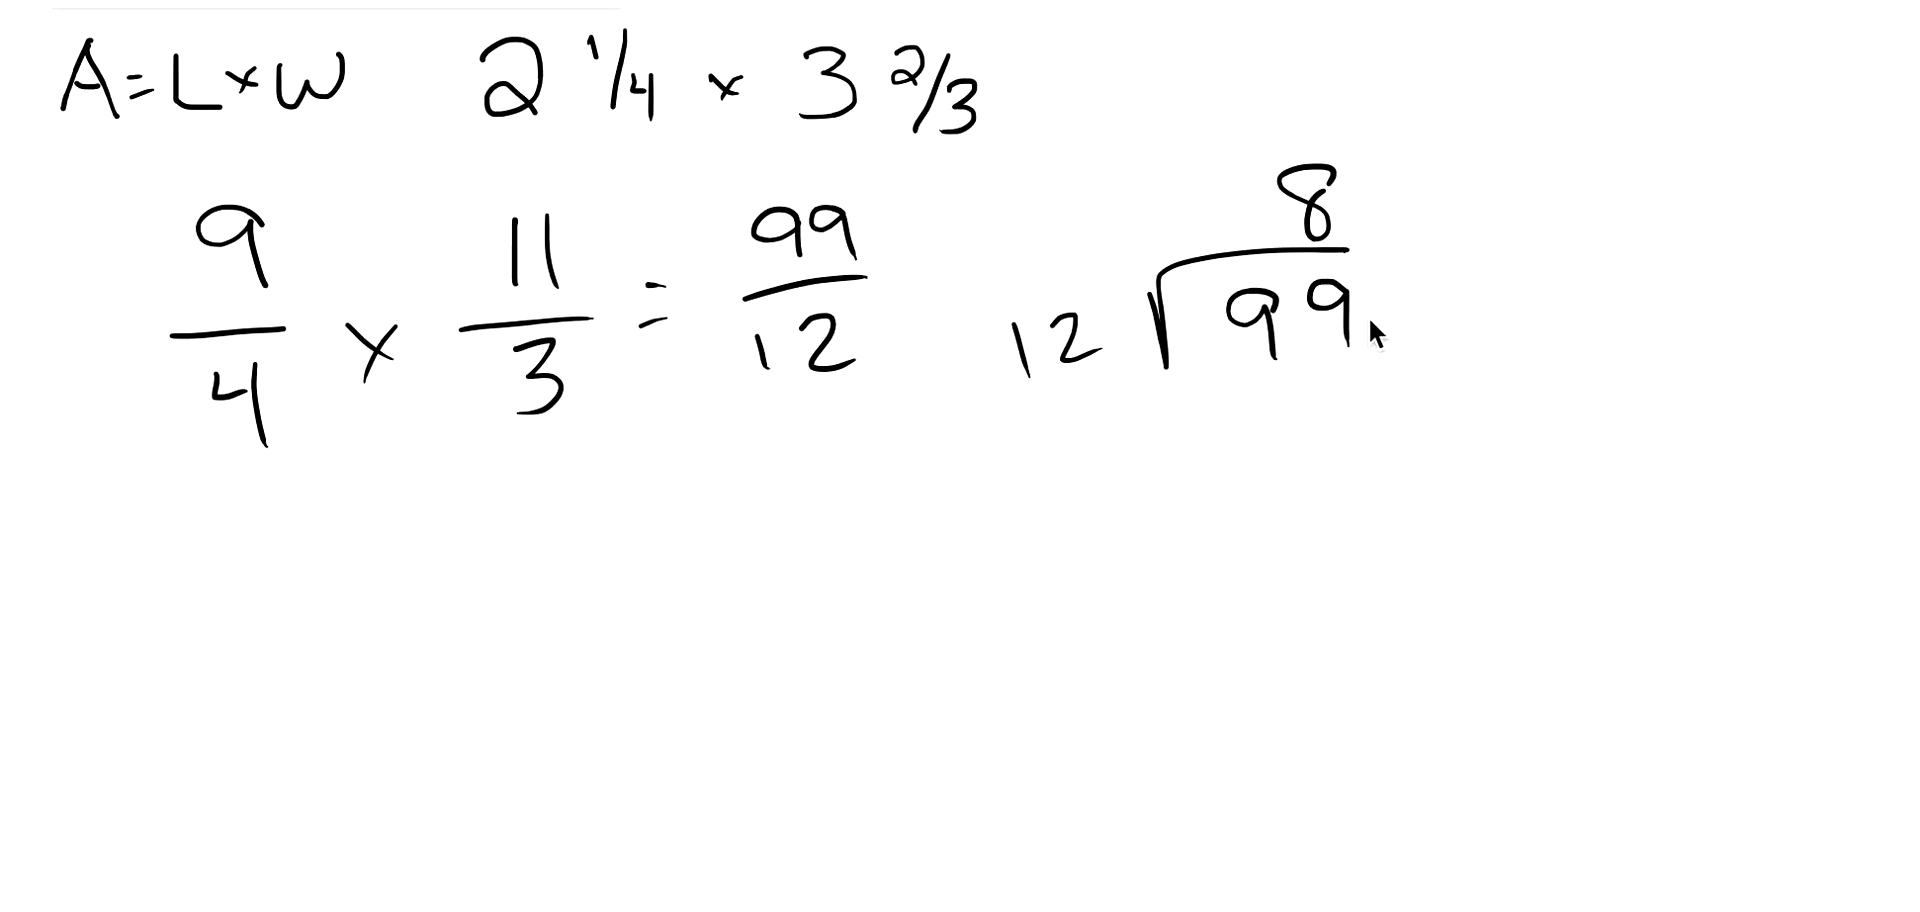 A=L×W 2 1/4 × 3 2/3
9/4 × 11/3 = 99/12 12√99 8